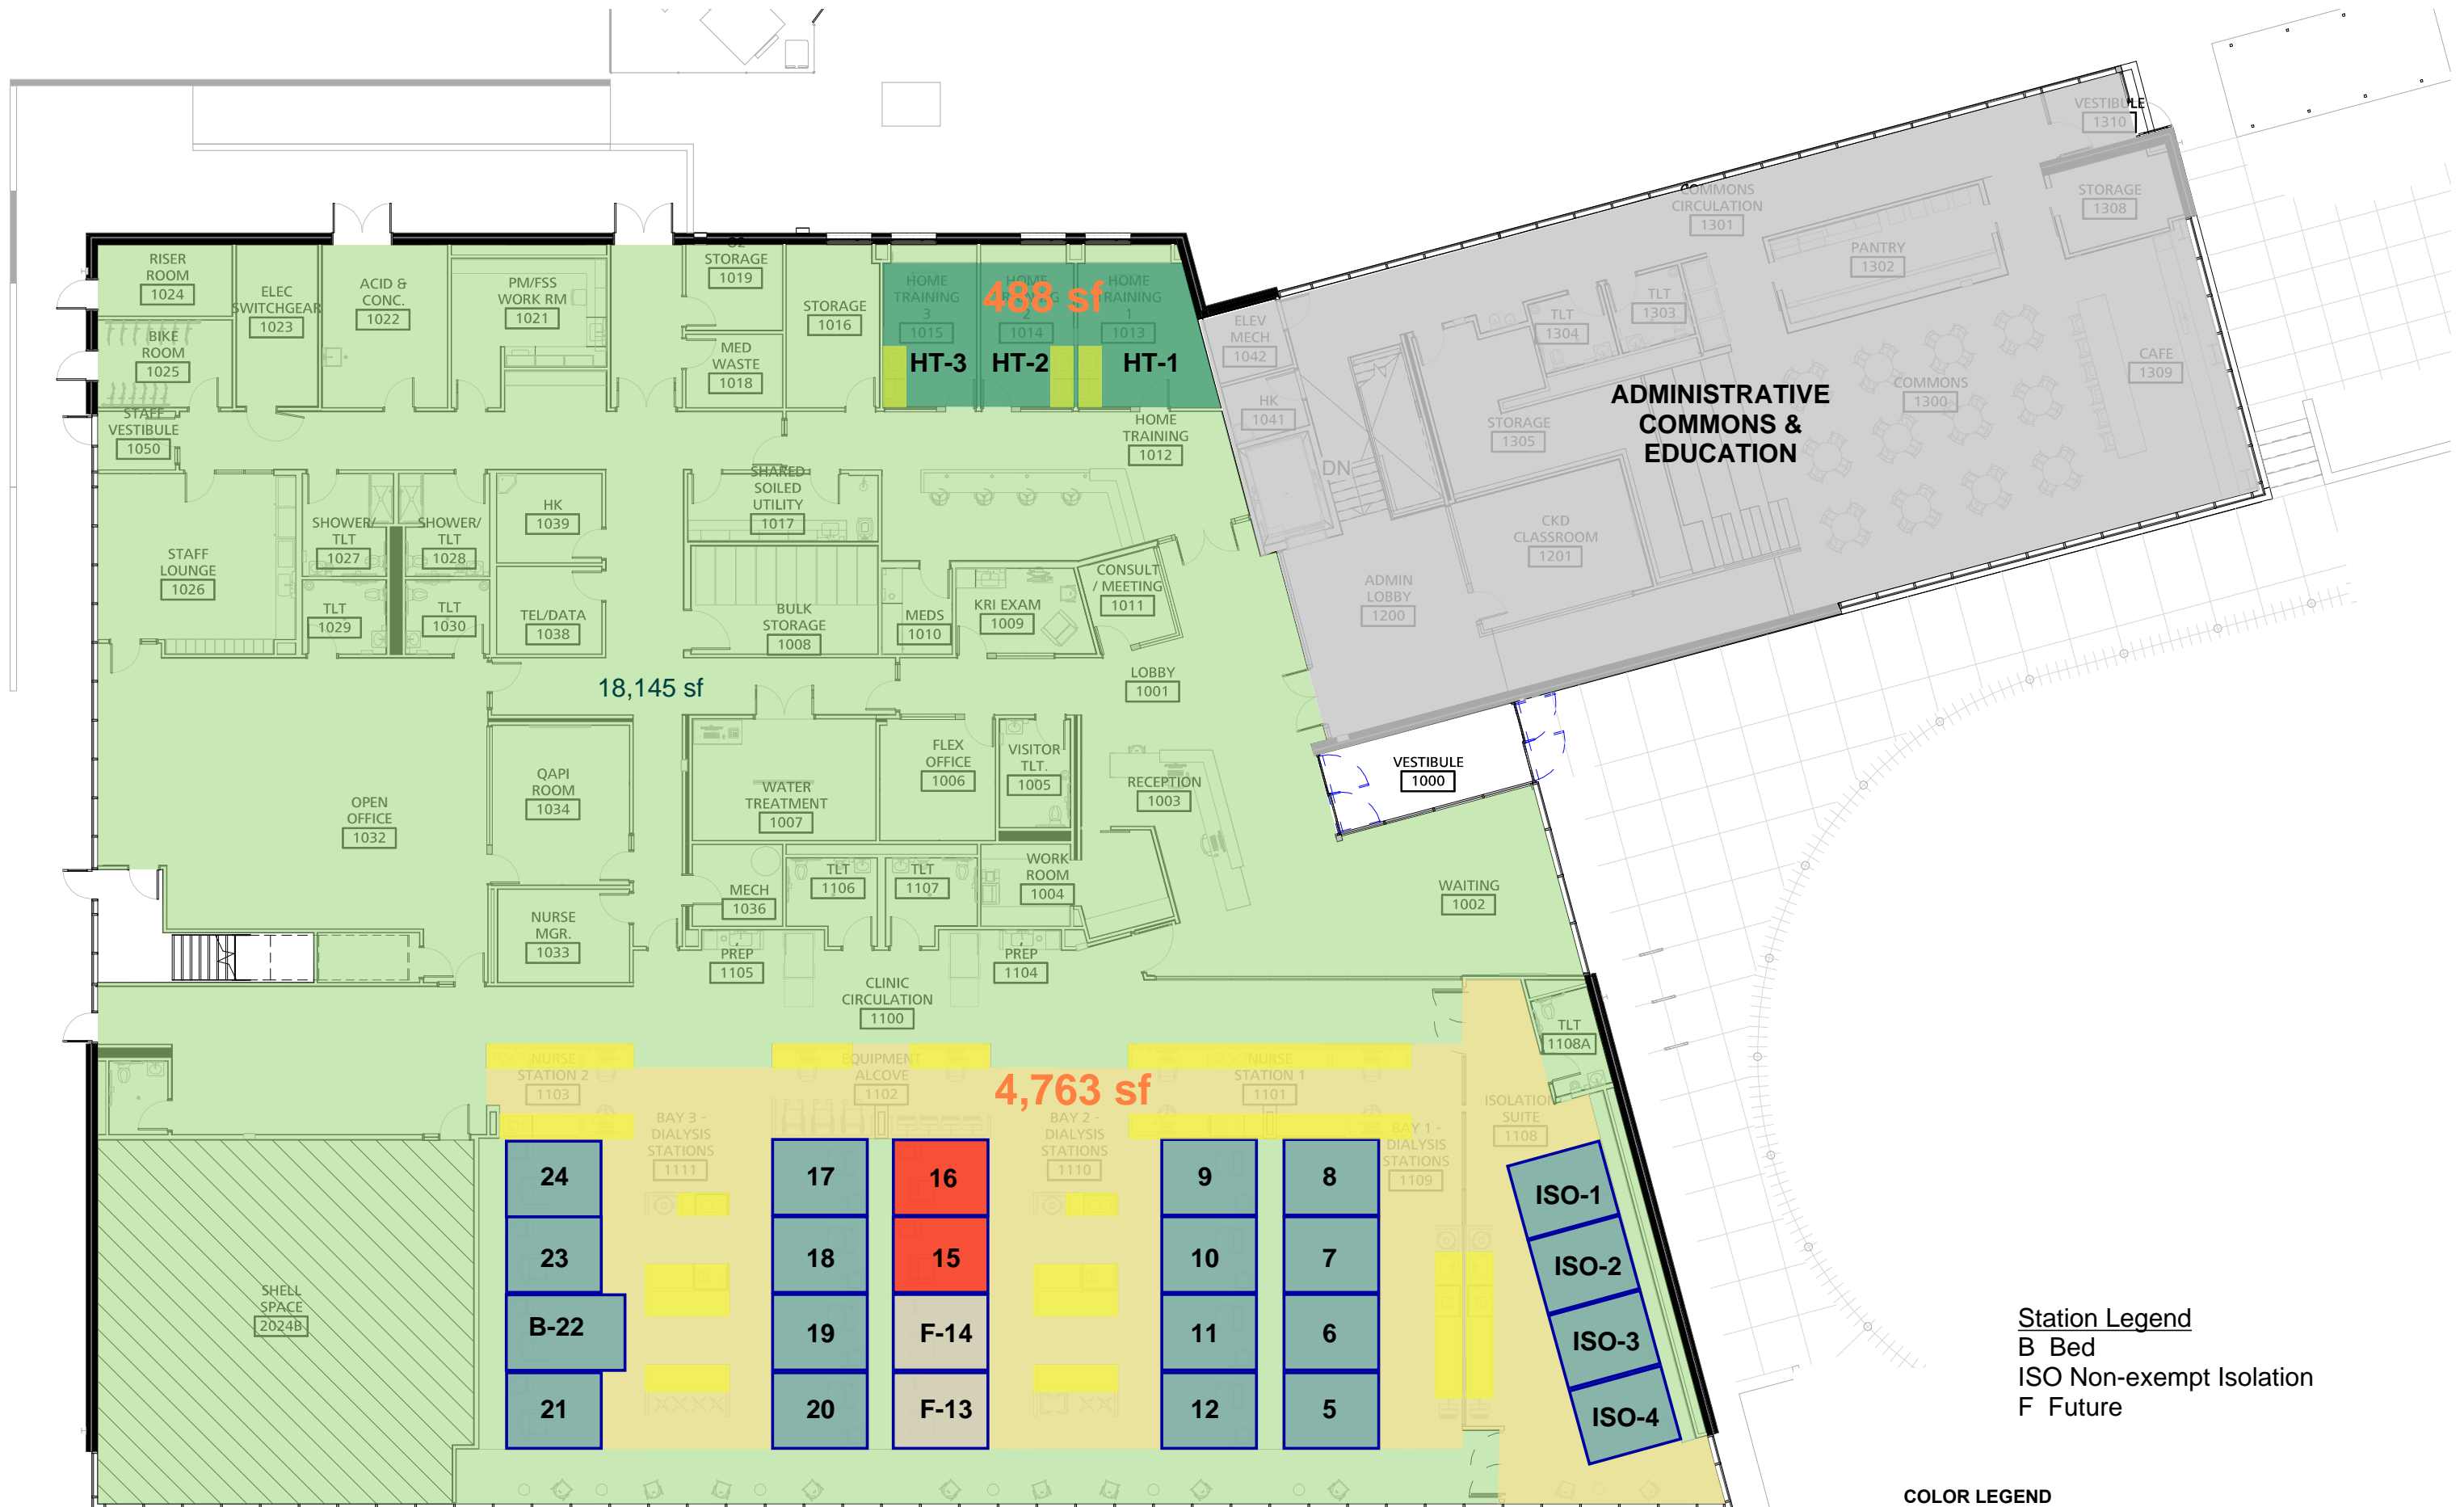 VESTIBULE
1310
COMMONS
CIRCULATION
1301
STORAGE
1308
PANTRY
1302
RISER
ROOM
1024
ELEC
SWITCHGEAR
1023
ACID &
CONC.
1022
PM/FSS
WORK RM
1021
STORAGE
1019
STORAGE
1016
HOME
TRAINING
3
1015
HOME
2
1014
HOME
TRAINING
1
1013
488 sf
HT-3
HT-2
HT-1
BIKE
ROOM
1025
MED
WASTE
1018
ELEV
MECH
1042
TLT
1304
TLT
1303
CAFE
1309
COMMONS
1300
ADMINISTRATIVE
COMMONS &
EDUCATION
STAFF
VESTIBULE
1050
HOME
TRAINING
1012
HK
1041
STORAGE
1305
DN
SHARED
SOILED
UTILITY
1017
HK
1039
SHOWER/
TLT
1027
SHOWER/
TLT
1028
STAFF
LOUNGE
1026
CKD
CLASSROOM
1201
ADMIN
LOBBY
1200
TLT
1029
TLT
1030
TEL/DATA
1038
BULK
STORAGE
1008
MEDS
1010
KRI EXAM
1009
CONSULT
/ MEETING
1011
18,145 sf
LOBBY
1001
QAPI
ROOM
1034
WATER
TREATMENT
1007
FLEX
OFFICE
1006
VISITOR
TLT.
1005
RECEPTION
1003
VESTIBULE
1000
OPEN
OFFICE
1032
MECH
1036
TLT
1106
TLT
1107
WORK
ROOM
1004
WAITING
1002
NURSE
MGR.
1033
PREP
1105
PREP
1104
CLINIC
CIRCULATION
1100
TLT
1108A
NURSE
STATION 2
1103
EQUIPMENT
ALCOVE
1102
4,763 sf
NURSE
STATION 1
1101
BAY 3 -
DIALYSIS
STATIONS
1111
BAY 2 -
DIALYSIS
STATIONS
1110
BAY 1 -
DIALYSIS
STATIONS
1109
ISOLATION
SUITE
1108
24
17
16
9
8
ISO-1
23
18
15
10
7
ISO-2
SHELL
SPACE
2024B
B-22
19
F-14
11
6
ISO-3
21
20
F-13
12
5
ISO-4
Station Legend
B Bed
ISO Non-exempt Isolation
F Future
COLOR LEGEND